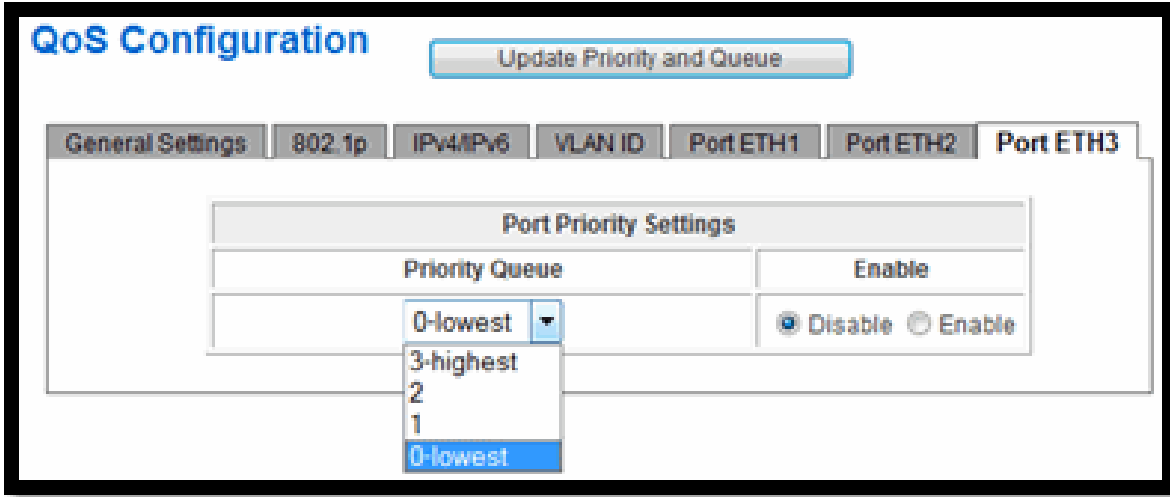 QoS Configuration
Update Priority and Queue
General Settings 802.1p IPv4/IPv6 VLAN ID Port ETH1 Port ETH2 Port ETH3
Port Priority Settings
Priority Queue Enable
0-lowest Disable Enable
3-highest
2
1
0-lowest